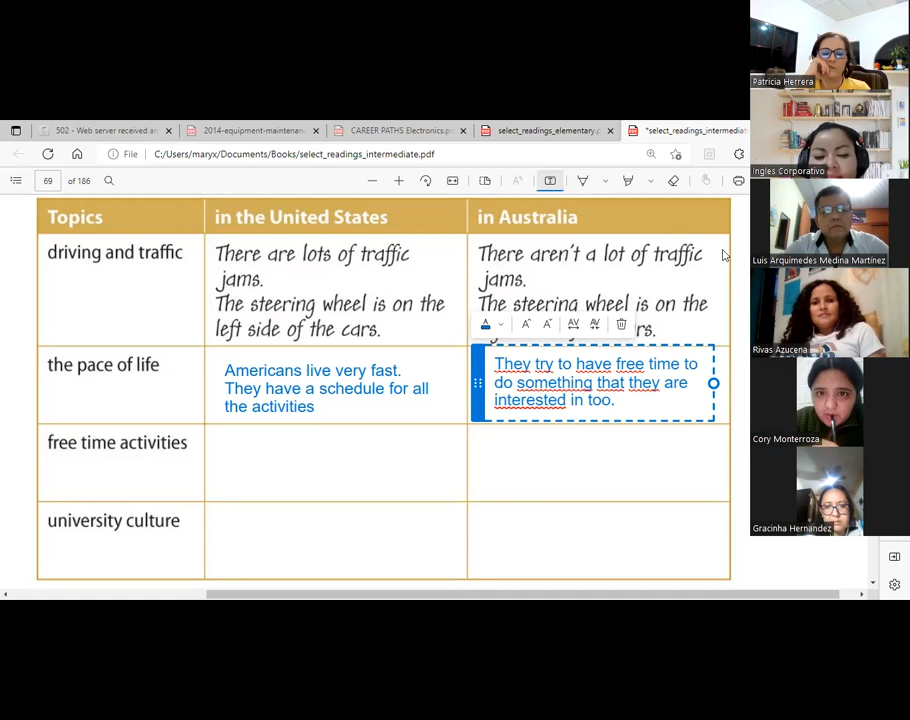 Patricia Herrera
502 - Web server received an
2014-equipment-maintenanc
CAREER PATHS Electronics.p
select_readings_elementary.p
*select_readings_intermediat
File C:/Users/maryx/Documents/Books/select_readings_intermediate.pdf
Ingles Corporativo
69 of 186
Topics
in the United States
in Australia
driving and traffic
There are lots of traffic
jams.
The steering wheel is on the
left side of the cars.
There aren't a lot of traffic
jams.
The steering wheel is on the
rs.
Luis Arquimedes Medina Martínez
Rivas Azucena
the pace of life
Americans live very fast.
They have a schedule for all
the activities
They try to have free time to
do something that they are
interested in too.
free time activities
Cory Monterroza
university culture
Gracinha Hernandez